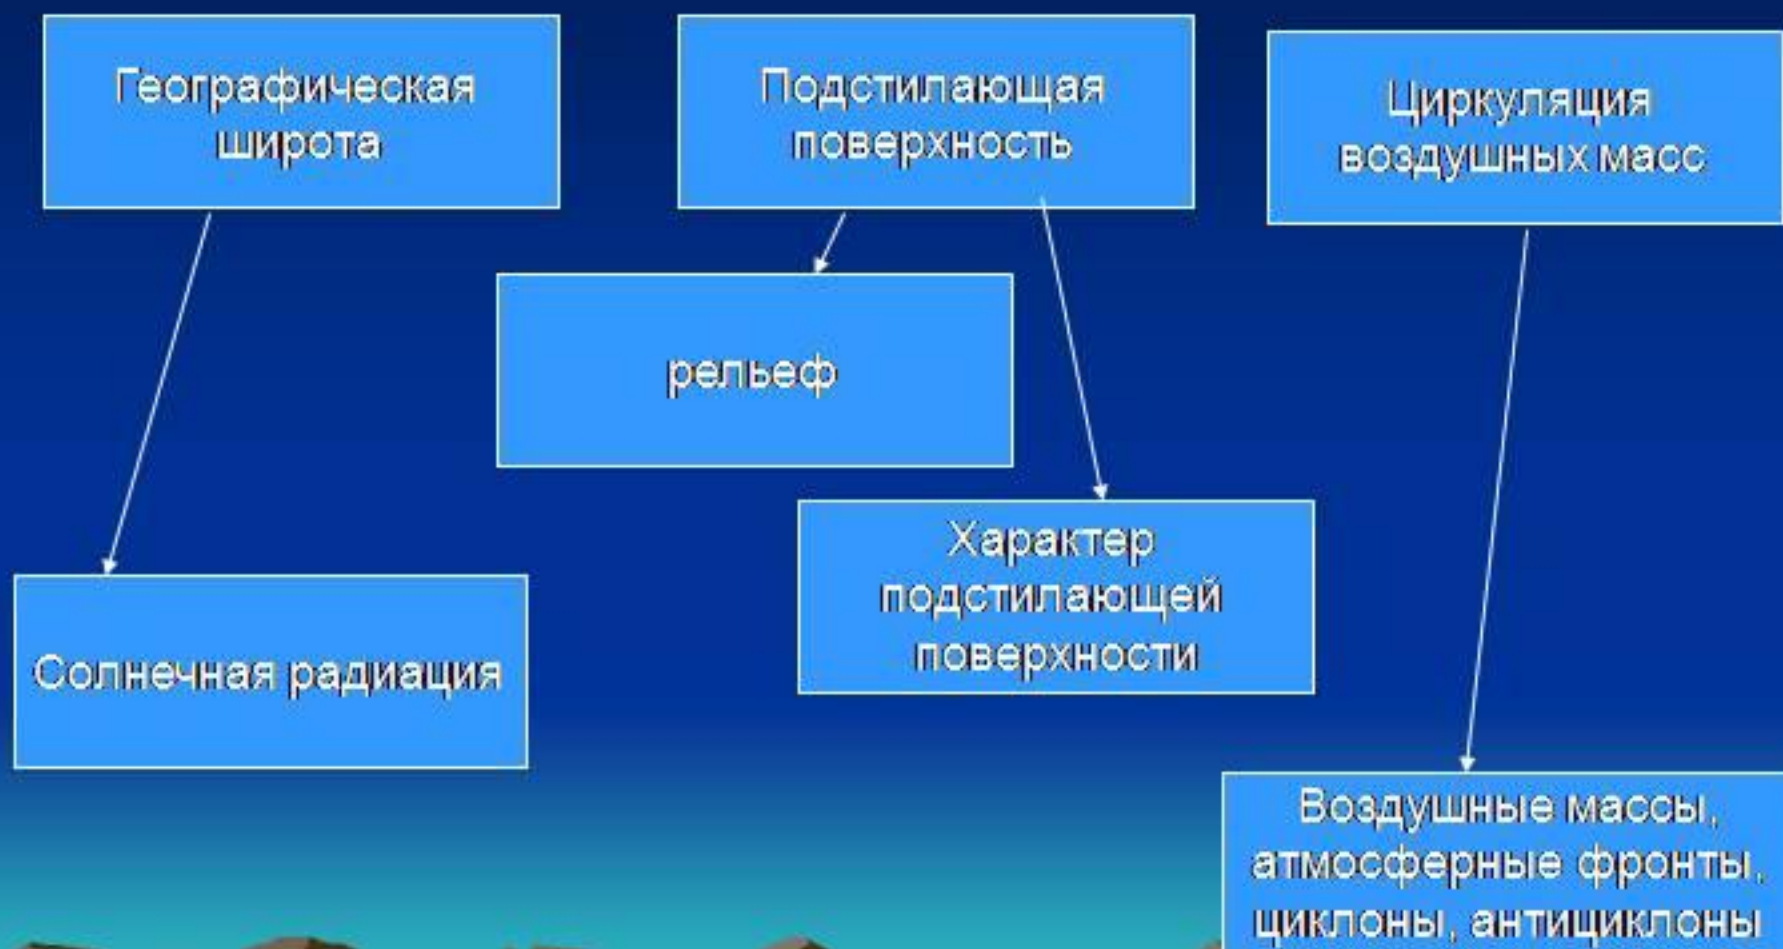 Географическая
широта
Подстилающая
поверхность
Циркуляция
воздушных масс
рельеф
Характер
подстилающей
поверхности
Солнечная радиация
Воздушные массы,
атмосферные фронты,
циклоны, антициклоны